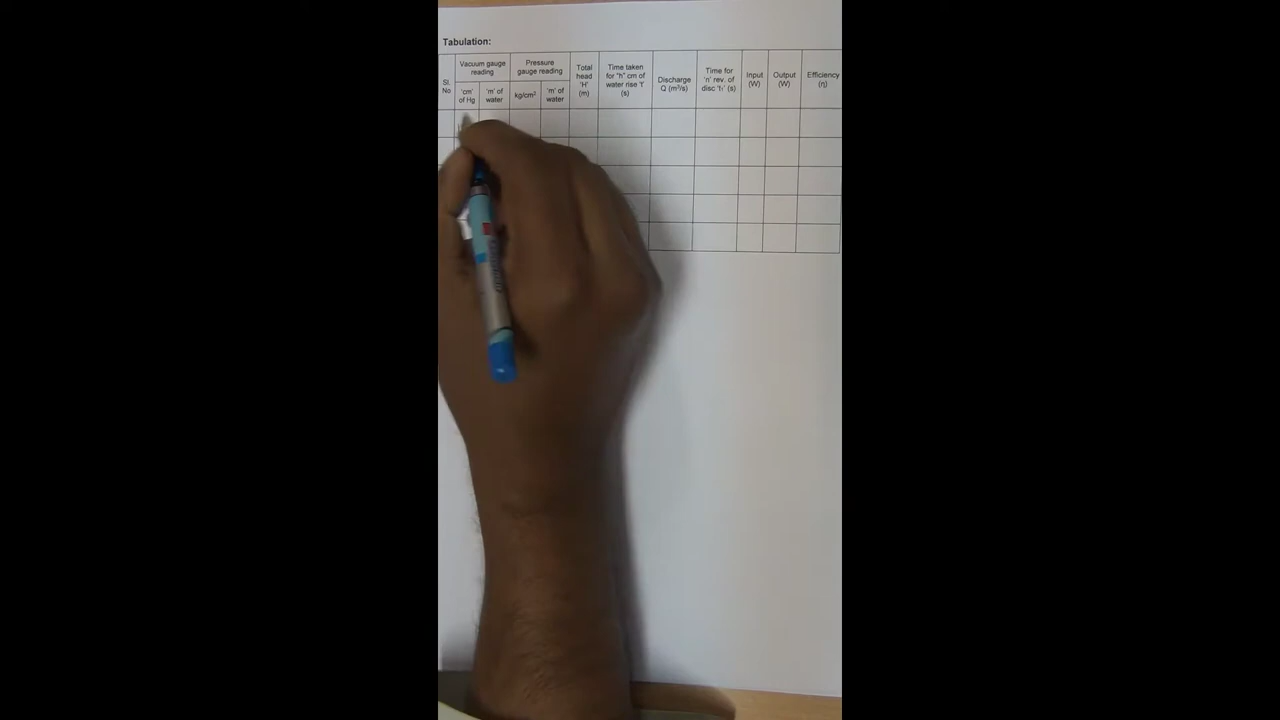 Tabulation:
Sl. No
Vacuum gauge reading
'cm' of Hg
'm' of water
Pressure gauge reading
kg/cm²
'm' of water
Total head 'H' (m)
Time taken for "h" cm of water rise 't' (s)
Discharge Q (m³/s)
Time for 'n' rev. of disc 't₁' (s)
Input (W)
Output (W)
Efficiency (η)